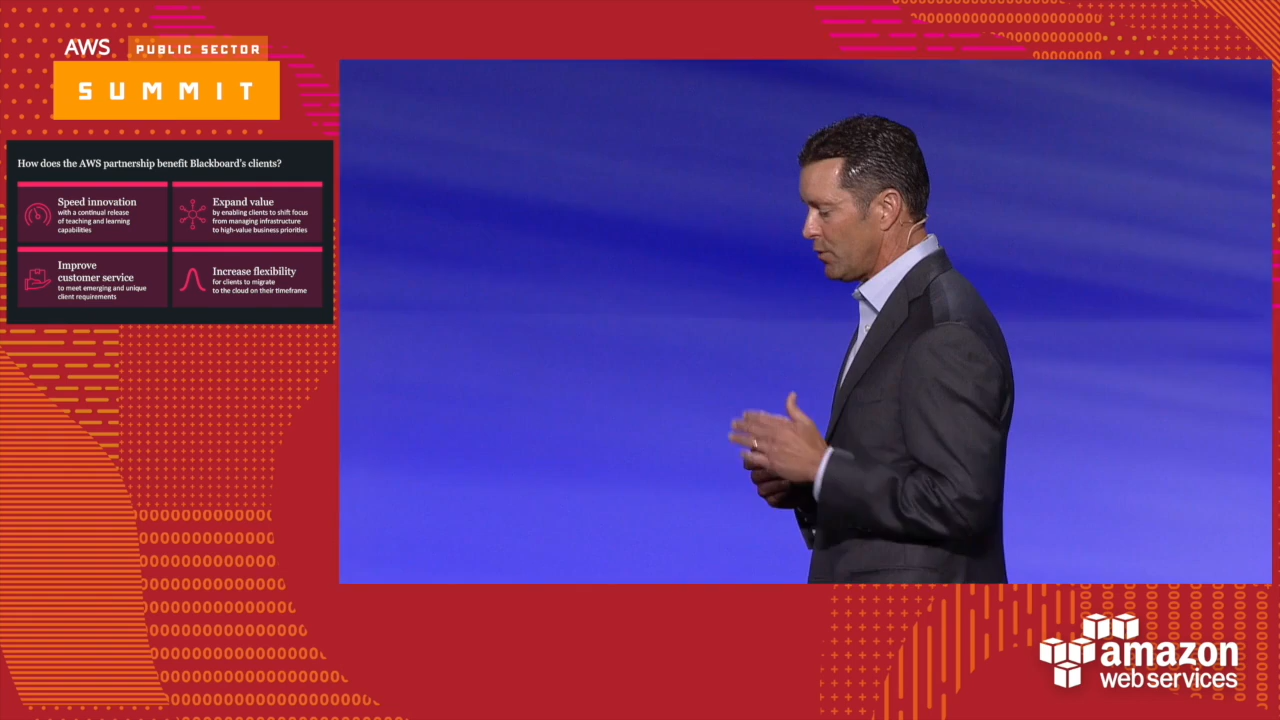 AWS PUBLIC SECTOR
SUMMIT
How does the AWS partnership benefit Blackboard's clients?
Speed innovation
with a continual release
of teaching and learning
capabilities
Expand value
by enabling clients to shift focus
from managing infrastructure
to high-value business priorities
Improve
customer service
to meet emerging and unique
client requirements
Increase flexibility
for clients to migrate
to the cloud on their timeframe
amazon
web services